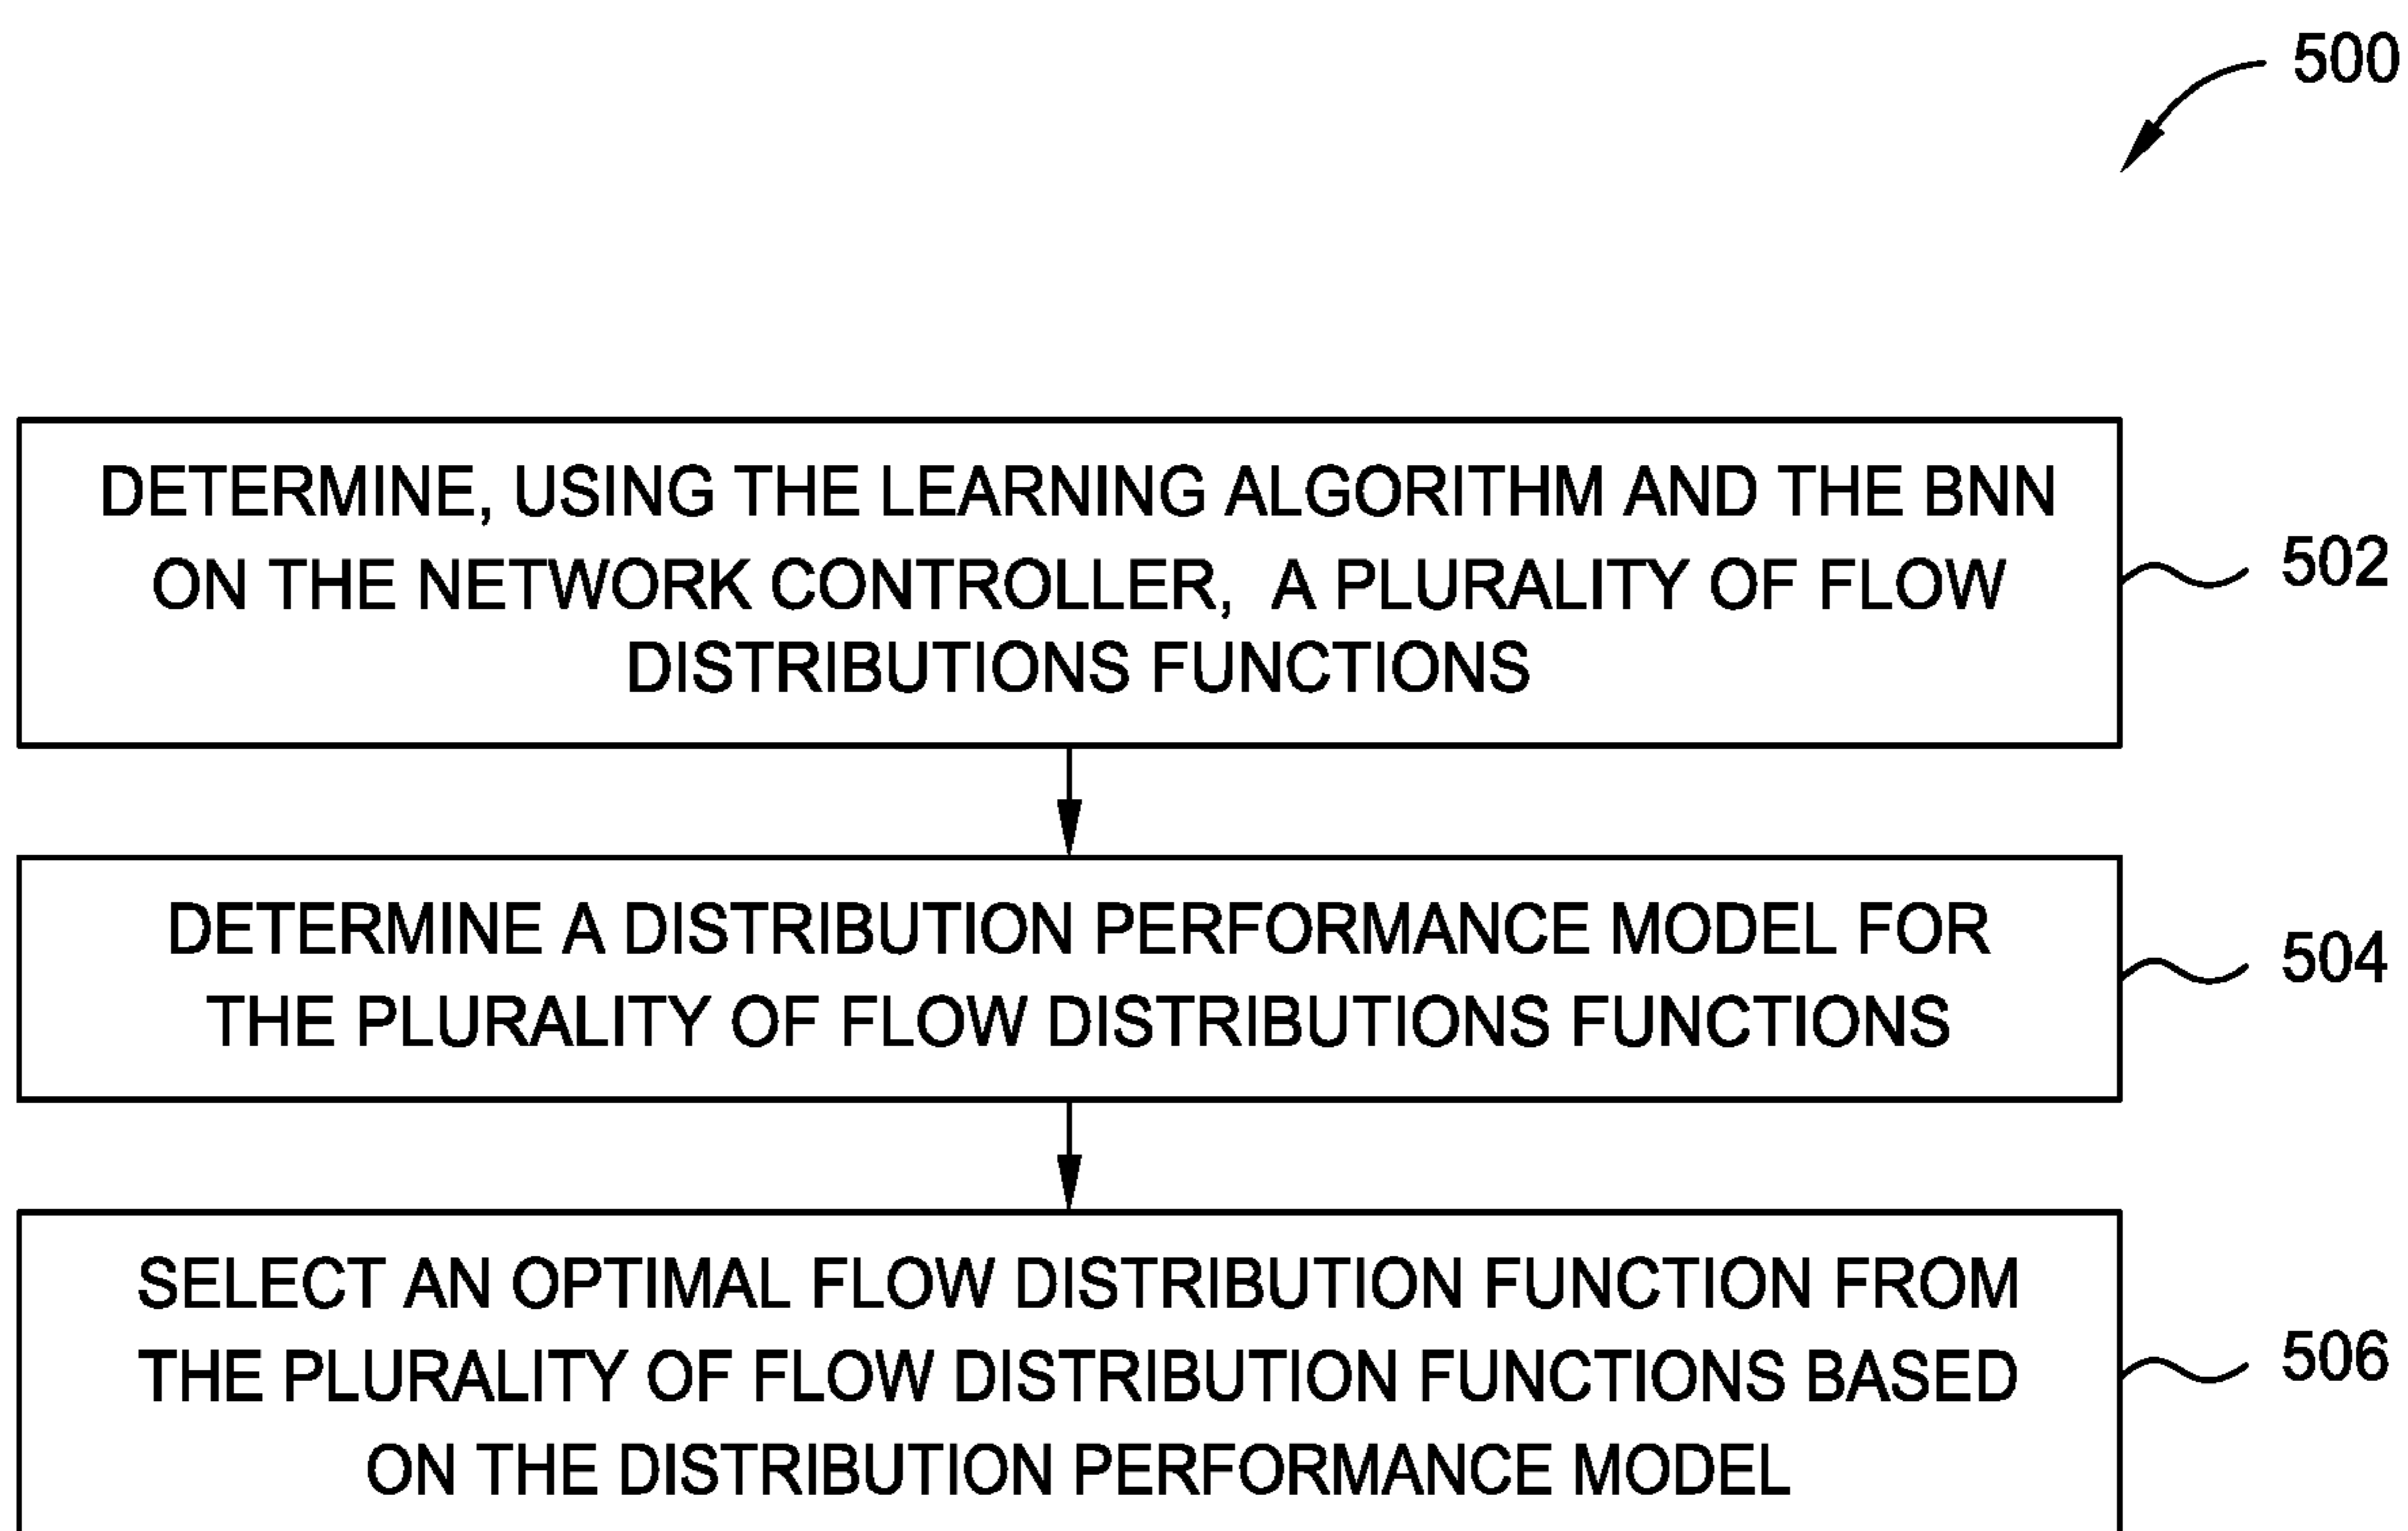 500
DETERMINE, USING THE LEARNING ALGORITHM AND THE BNN
ON THE NETWORK CONTROLLER, A PLURALITY OF FLOW
DISTRIBUTIONS FUNCTIONS
502
DETERMINE A DISTRIBUTION PERFORMANCE MODEL FOR
THE PLURALITY OF FLOW DISTRIBUTIONS FUNCTIONS
504
SELECT AN OPTIMAL FLOW DISTRIBUTION FUNCTION FROM
THE PLURALITY OF FLOW DISTRIBUTION FUNCTIONS BASED
ON THE DISTRIBUTION PERFORMANCE MODEL
506